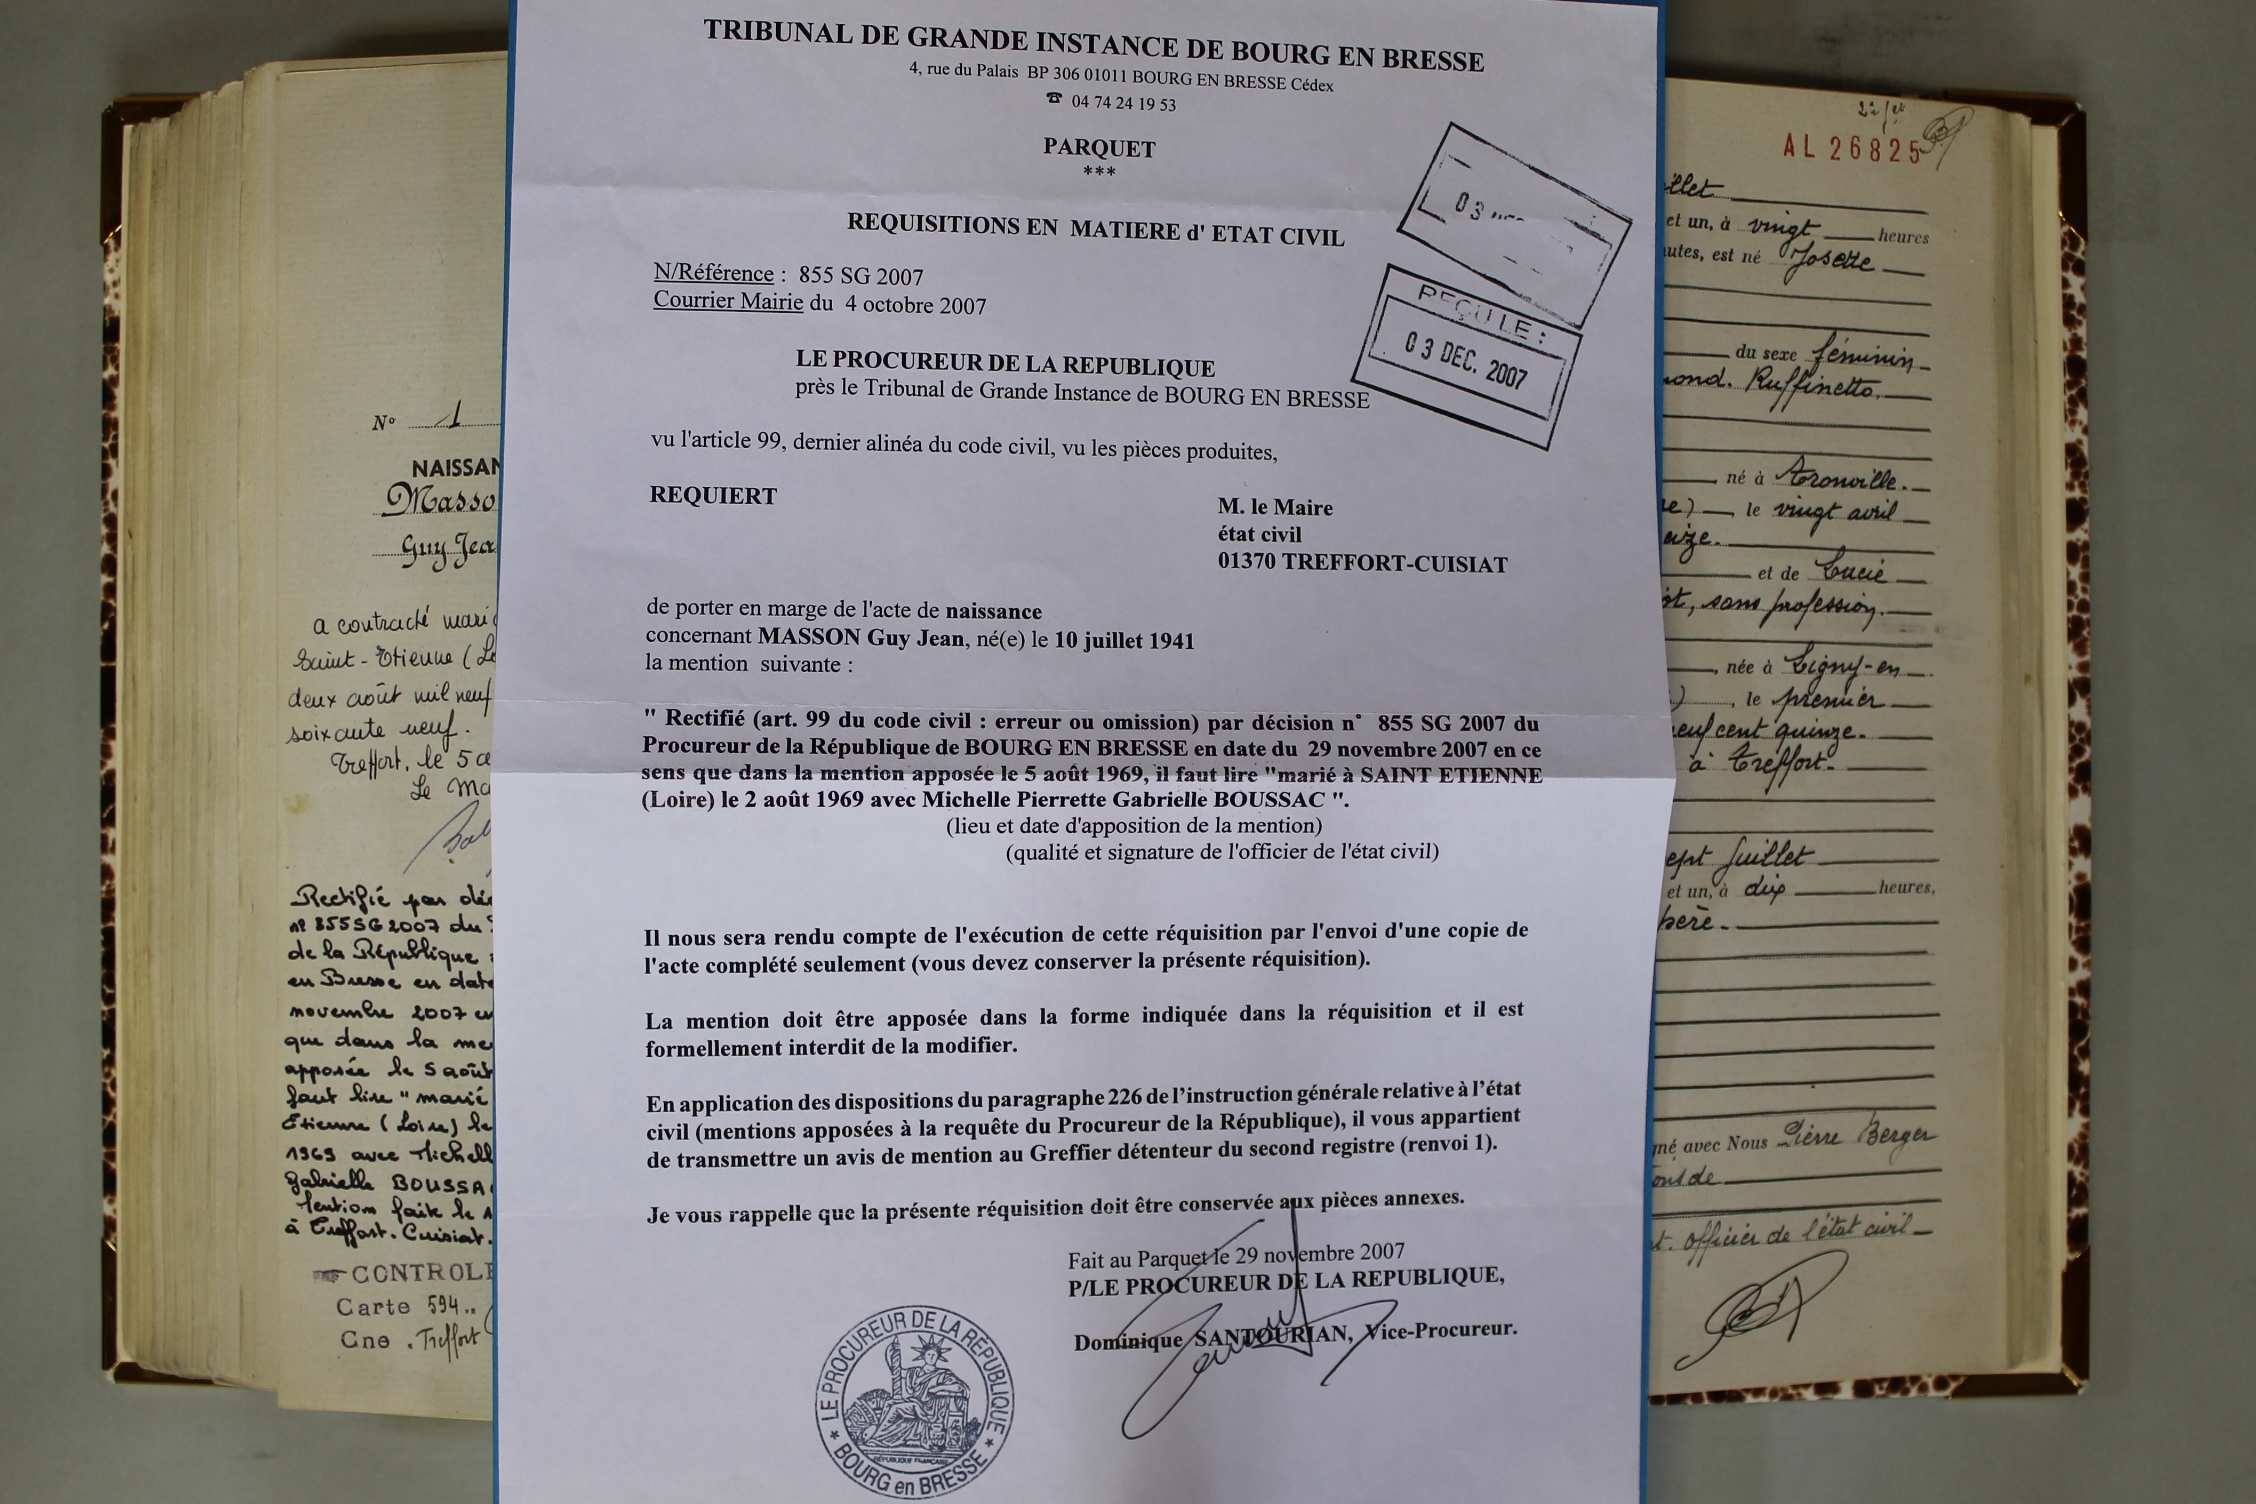 N° 1
NAISSAN
Masso
Guy Jea
a contracté mari
Saint-Etienne (L
deux août mil neuf
soixante neuf.
Treffort, le 5 a
Le Ma
Rectifié par déc
n° 855SG2007 du
de la République
en Bresse en date
novembre 2007 en
que dans la me
apposée le 5 août
faut lire "marié
Etienne (Loire) le
1969 avec Michell
Gabrielle BOUSSA
Mention faite le
à Treffort-Cuisiat.
CONTROLE
Carte 594..
Cne . Treffort
TRIBUNAL DE GRANDE INSTANCE DE BOURG EN BRESSE
4, rue du Palais BP 306 01011 BOURG EN BRESSE Cédex
☎ 04 74 24 19 53
PARQUET
***
REQUISITIONS EN MATIERE d' ETAT CIVIL
03
REÇU LE :
03 DEC. 2007
N/Référence : 855 SG 2007
Courrier Mairie du 4 octobre 2007
LE PROCUREUR DE LA REPUBLIQUE
près le Tribunal de Grande Instance de BOURG EN BRESSE
vu l'article 99, dernier alinéa du code civil, vu les pièces produites,
REQUIERT
M. le Maire
état civil
01370 TREFFORT-CUISIAT
de porter en marge de l'acte de naissance
concernant MASSON Guy Jean, né(e) le 10 juillet 1941
la mention suivante :
" Rectifié (art. 99 du code civil : erreur ou omission) par décision n° 855 SG 2007 du
Procureur de la République de BOURG EN BRESSE en date du 29 novembre 2007 en ce
sens que dans la mention apposée le 5 août 1969, il faut lire "marié à SAINT ETIENNE
(Loire) le 2 août 1969 avec Michelle Pierrette Gabrielle BOUSSAC ".
(lieu et date d'apposition de la mention)
(qualité et signature de l'officier de l'état civil)
Il nous sera rendu compte de l'exécution de cette réquisition par l'envoi d'une copie de
l'acte complété seulement (vous devez conserver la présente réquisition).
La mention doit être apposée dans la forme indiquée dans la réquisition et il est
formellement interdit de la modifier.
En application des dispositions du paragraphe 226 de l'instruction générale relative à l'état
civil (mentions apposées à la requête du Procureur de la République), il vous appartient
de transmettre un avis de mention au Greffier détenteur du second registre (renvoi 1).
Je vous rappelle que la présente réquisition doit être conservée aux pièces annexes.
Fait au Parquet le 29 novembre 2007
P/LE PROCUREUR DE LA REPUBLIQUE,
Dominique SANTOURIAN, Vice-Procureur.
LE PROCUREUR DE LA RÉPUBLIQUE
RÉPUBLIQUE FRANÇAISE
* BOURG en BRESSE *
AL 26825
illet
et un, à vingt heures
utes, est né Josette
du sexe féminin
mond. Ruffinetto.
né à Tronville.
e) , le vingt avril
eize.
et de Lucie
ot, sans profession.
, née à Ligny-en
) , le premier
neuf cent quinze.
à Treffort.
ept Juillet
et un, à dix heures,
père.
gné avec Nous Pierre Berger
t. officier de l'état civil